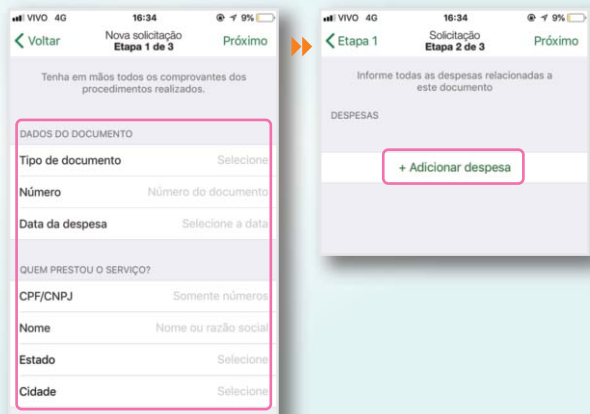 VIVO 4G 16:34 9%
Voltar Nova solicitação Próximo
Etapa 1 de 3
Tenha em mãos todos os comprovantes dos
procedimentos realizados.
DADOS DO DOCUMENTO
Tipo de documento Selecione
Número Número do documento
Data da despesa Selecione a data
QUEM PRESTOU O SERVIÇO?
CPF/CNPJ Somente números
Nome Nome ou razão social
Estado Selecione
Cidade Selecione
VIVO 4G 16:34 9%
Etapa 1 Solicitação Próximo
Etapa 2 de 3
Informe todas as despesas relacionadas a
este documento
DESPESAS
+ Adicionar despesa